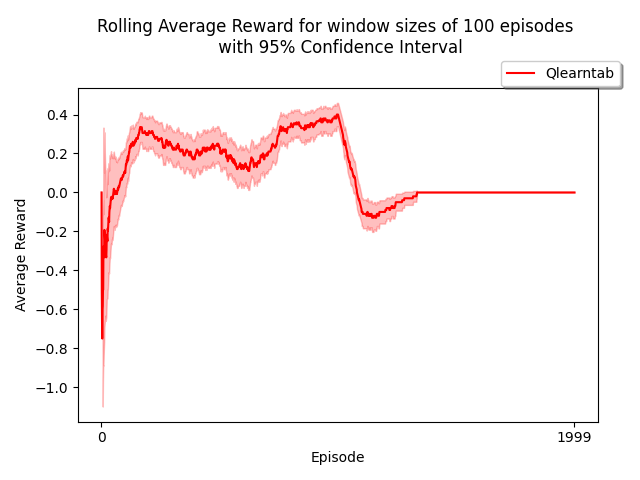 Rolling Average Reward for window sizes of 100 episodes
with 95% Confidence Interval
Qlearntab
Average Reward
0.4
0.2
0.0
−0.2
−0.4
−0.6
−0.8
−1.0
0
1999
Episode